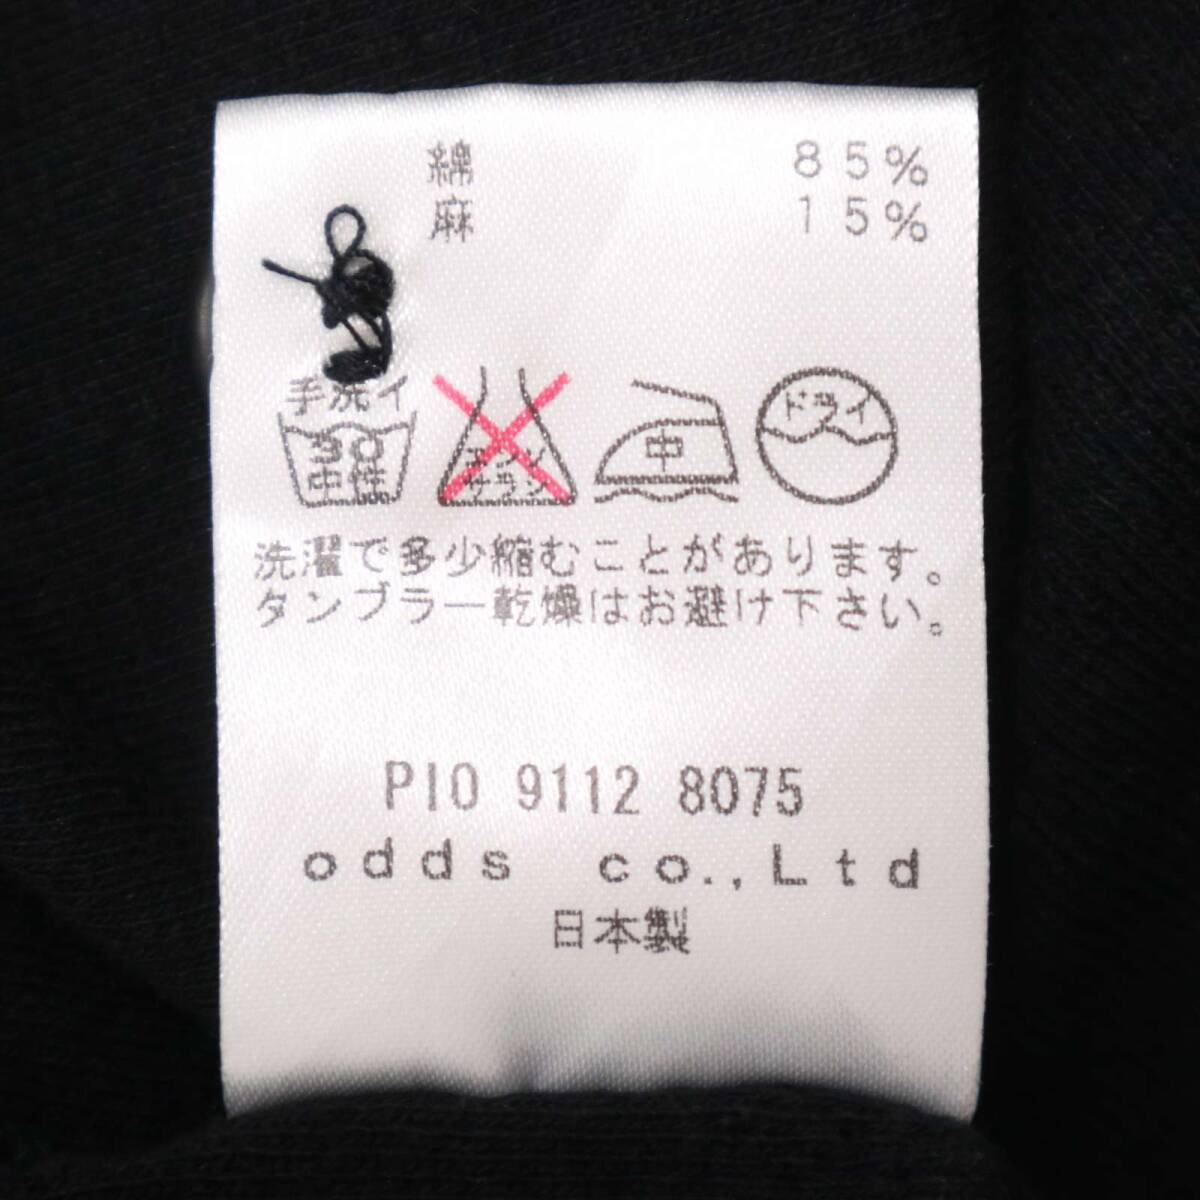 綿 85%
麻 15%
手洗イ
30
中性
エンソ
サラシ
中
ドライ
洗濯で多少縮むことがあります。
タンブラー乾燥はお避け下さい。
PIO 9112 8075
odds co.,Ltd
日本製